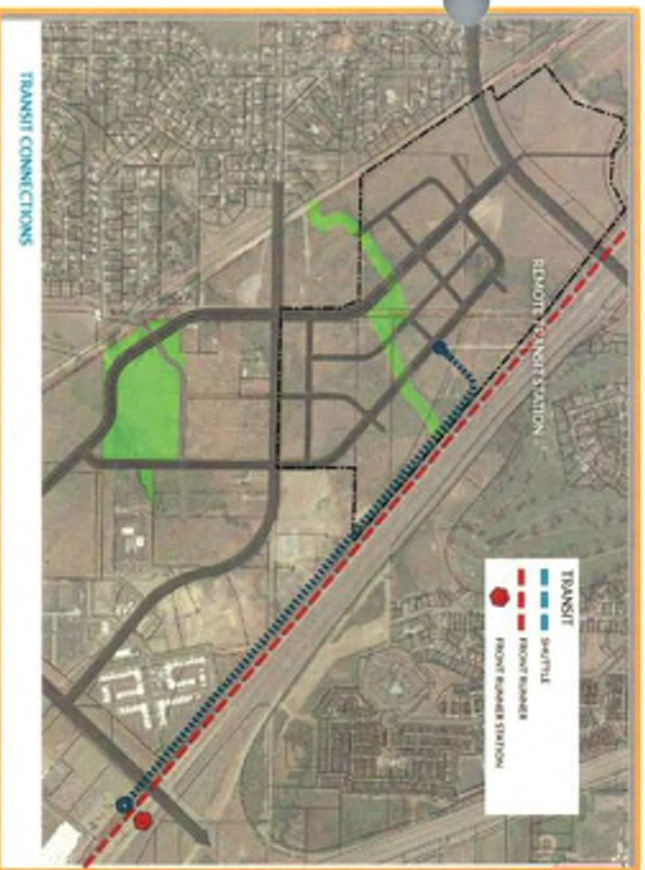 TRANSIT CONNECTIONS
REMOTE TRANSIT STATION
TRANSIT
SHUTTLE
FRONT RUNNER
FRONT RUNNER STATION